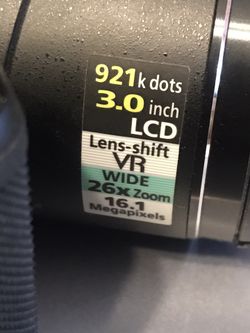 921k dots
3.0 inch
LCD
Lens-shift
VR
WIDE
26x Zoom
16.1
Megapixels